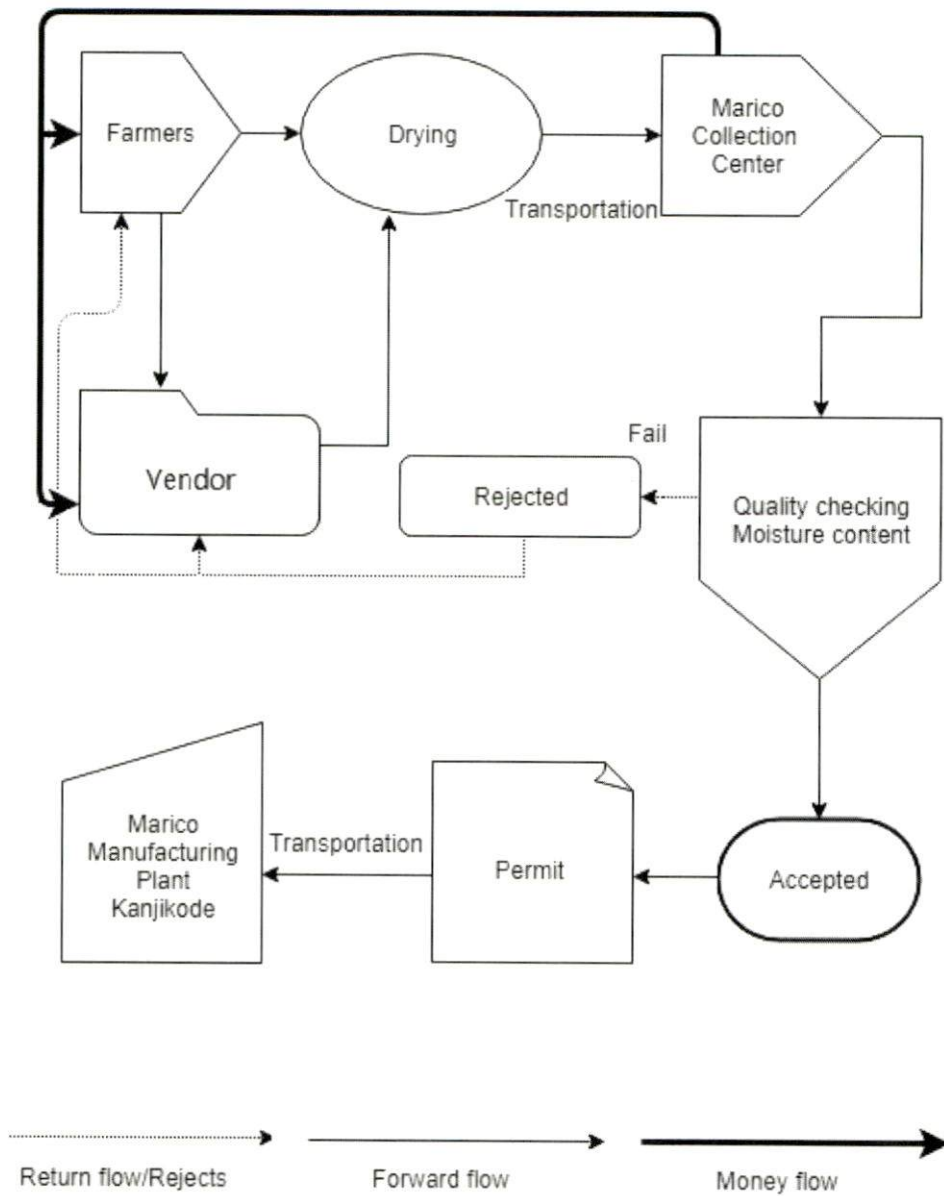 Farmers
Drying
Marico
Collection
Center
Transportation
Vendor
Fail
Rejected
Quality checking
Moisture content
Marico
Manufacturing
Plant
Kanjikode
Transportation
Permit
Accepted
Return flow/Rejects
Forward flow
Money flow